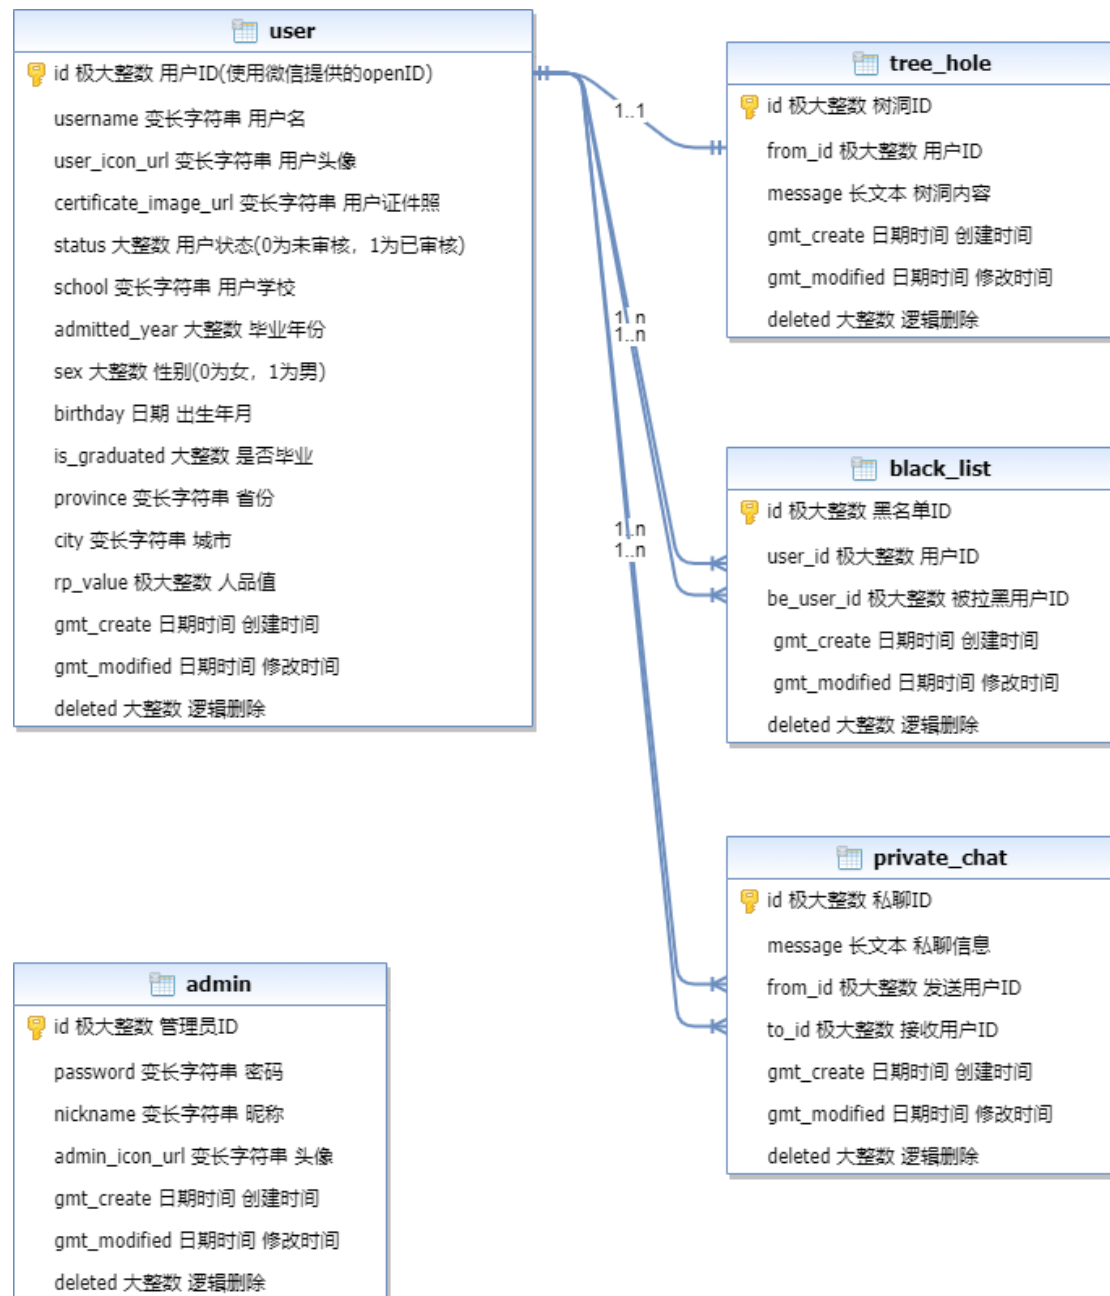 user
id 极大整数 用户ID(使用微信提供的openID)
username 变长字符串 用户名
user_icon_url 变长字符串 用户头像
certificate_image_url 变长字符串 用户证件照
status 大整数 用户状态(0为未审核，1为已审核)
school 变长字符串 用户学校
admitted_year 大整数 毕业年份
sex 大整数 性别(0为女，1为男)
birthday 日期 出生年月
is_graduated 大整数 是否毕业
province 变长字符串 省份
city 变长字符串 城市
rp_value 极大整数 人品值
gmt_create 日期时间 创建时间
gmt_modified 日期时间 修改时间
deleted 大整数 逻辑删除
1..1
1..n
1..n
1..n
1..n
tree_hole
id 极大整数 树洞ID
from_id 极大整数 用户ID
message 长文本 树洞内容
gmt_create 日期时间 创建时间
gmt_modified 日期时间 修改时间
deleted 大整数 逻辑删除
black_list
id 极大整数 黑名单ID
user_id 极大整数 用户ID
be_user_id 极大整数 被拉黑用户ID
gmt_create 日期时间 创建时间
gmt_modified 日期时间 修改时间
deleted 大整数 逻辑删除
private_chat
id 极大整数 私聊ID
message 长文本 私聊信息
from_id 极大整数 发送用户ID
to_id 极大整数 接收用户ID
gmt_create 日期时间 创建时间
gmt_modified 日期时间 修改时间
deleted 大整数 逻辑删除
admin
id 极大整数 管理员ID
password 变长字符串 密码
nickname 变长字符串 昵称
admin_icon_url 变长字符串 头像
gmt_create 日期时间 创建时间
gmt_modified 日期时间 修改时间
deleted 大整数 逻辑删除